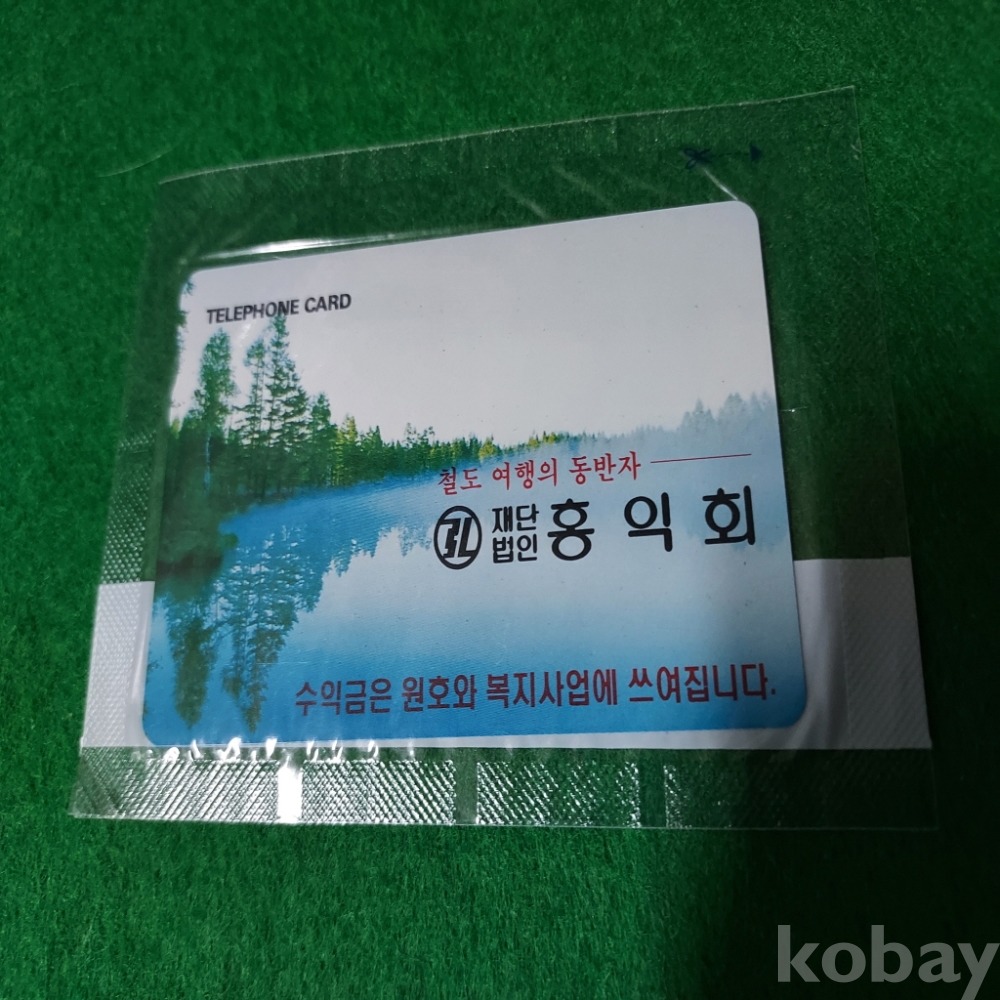 TELEPHONE CARD
철도 여행의 동반자
재단
법인 홍익회
수익금은 원호와 복지사업에 쓰여집니다.
kobay